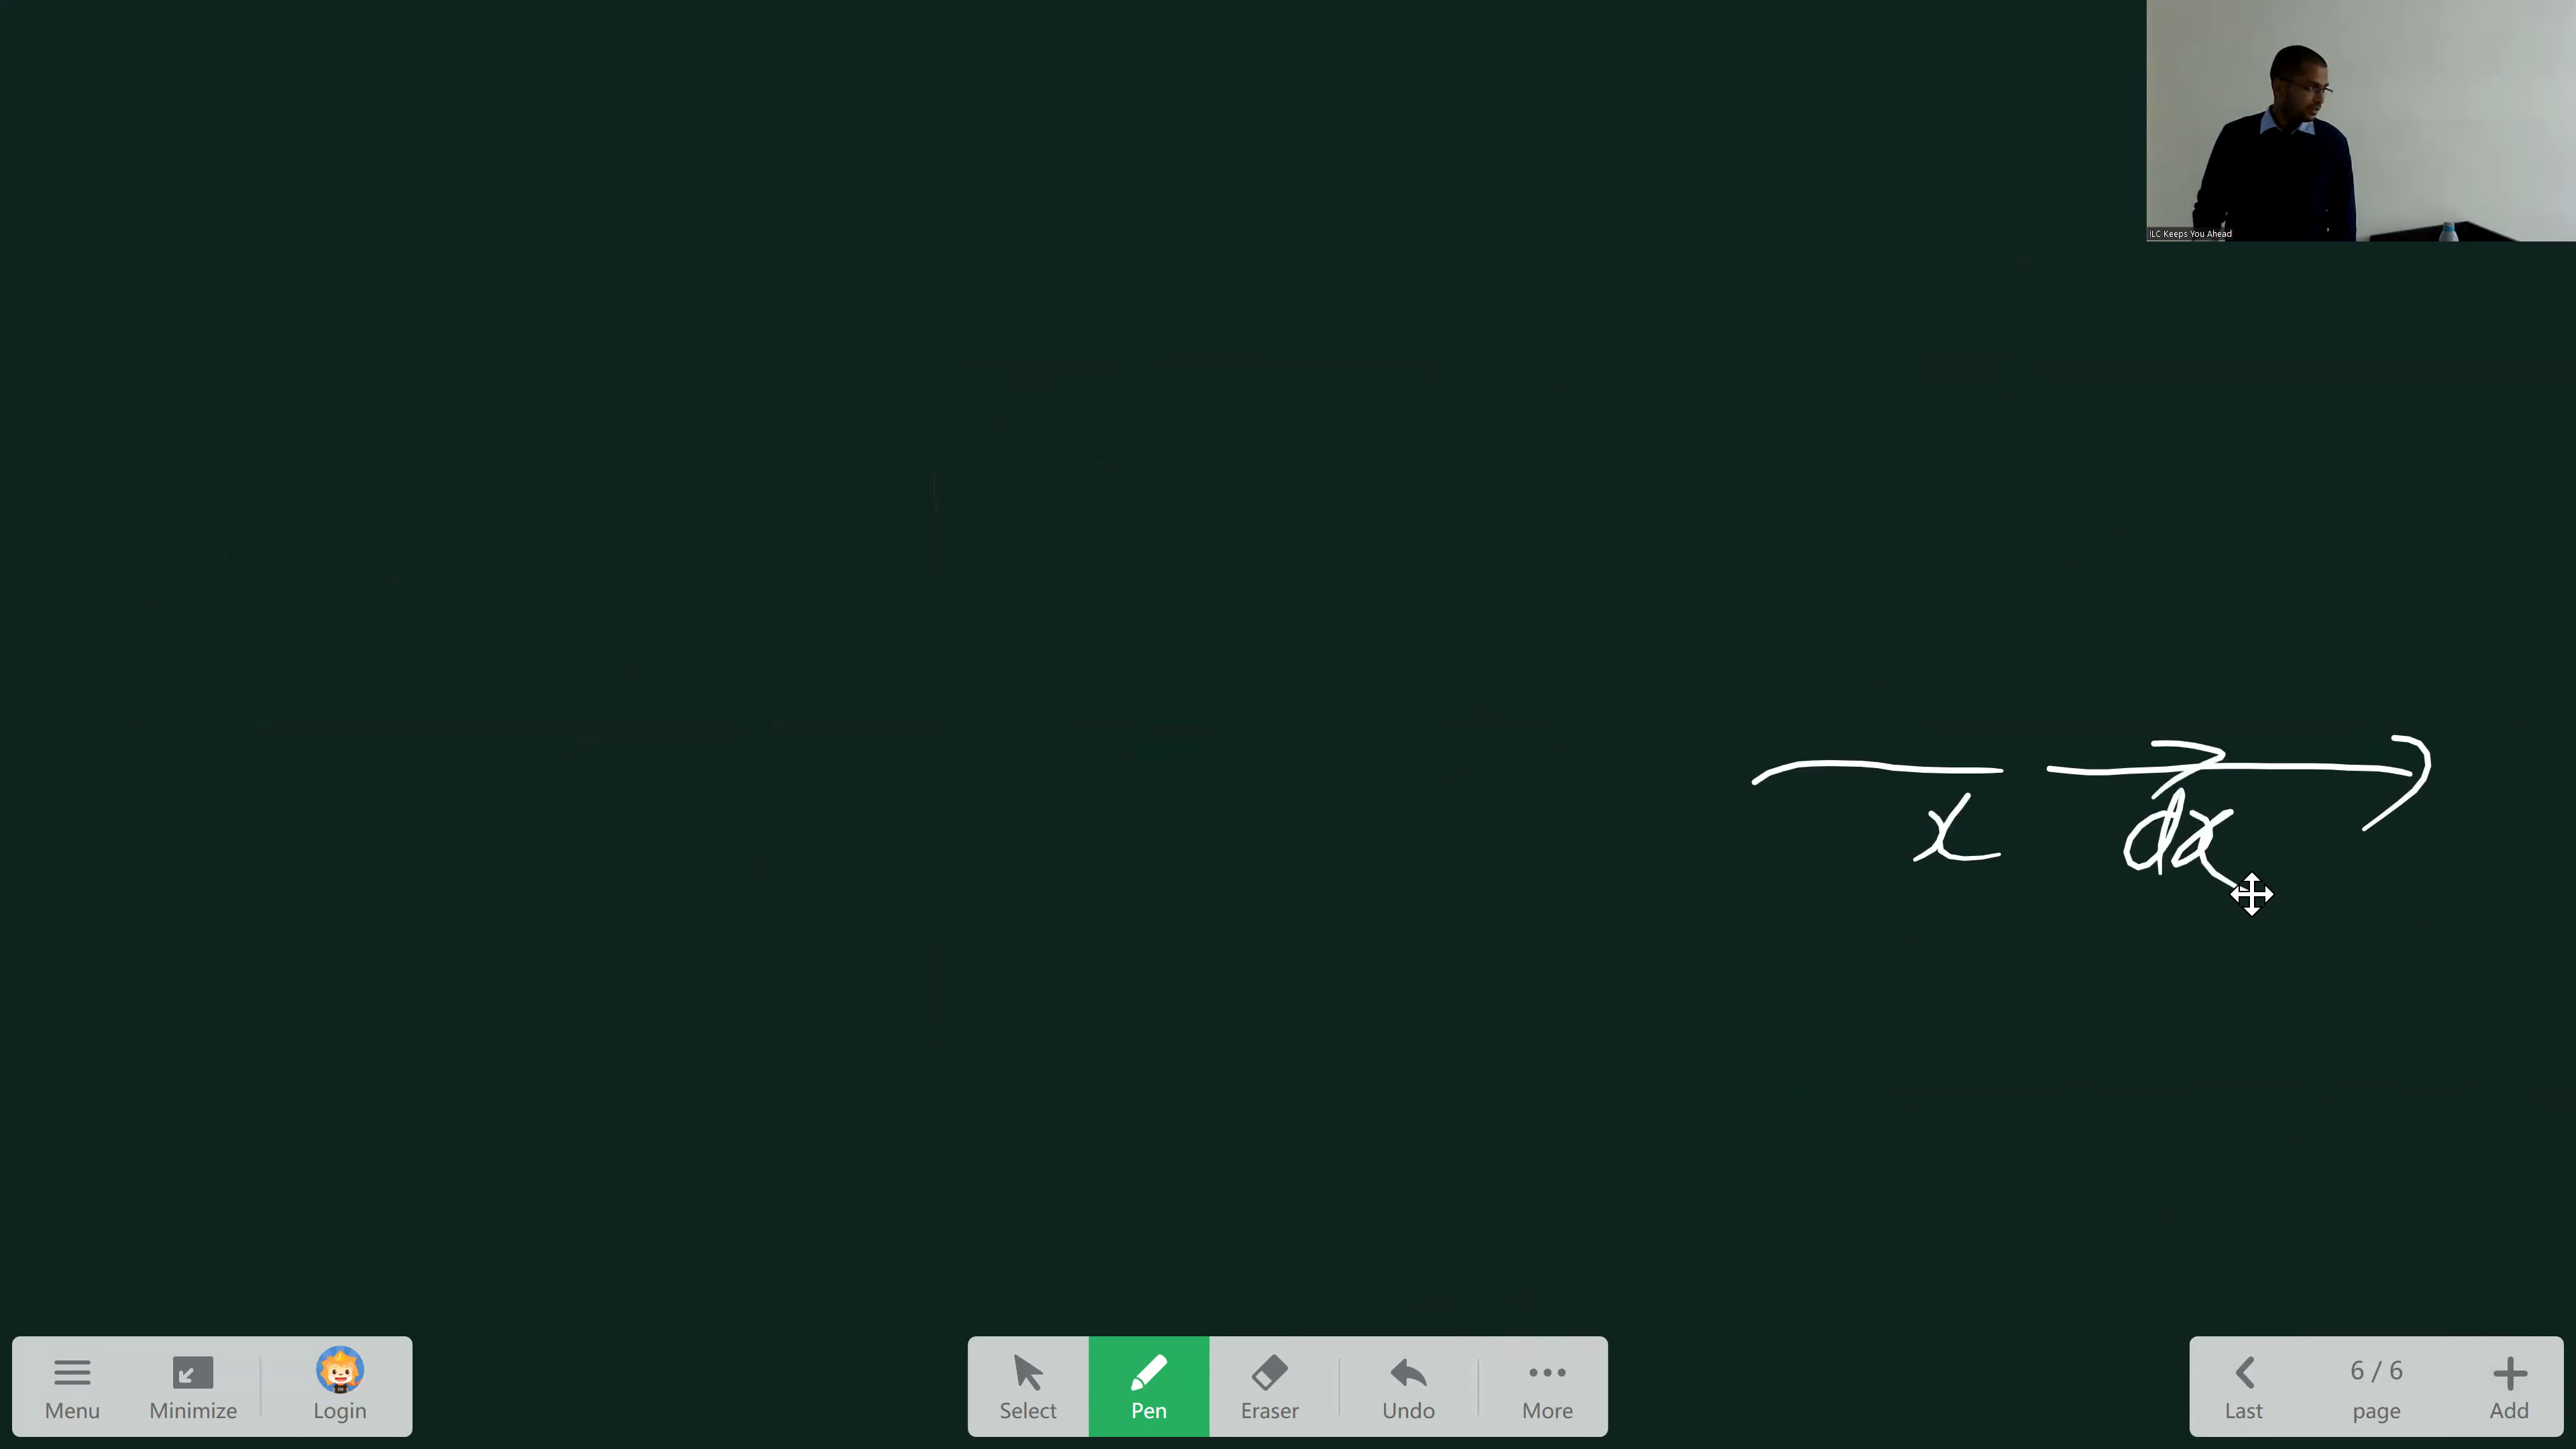 ILC Keeps You Ahead
x dx
Menu Minimize Login Select Pen Eraser Undo More Last 6 / 6 page Add